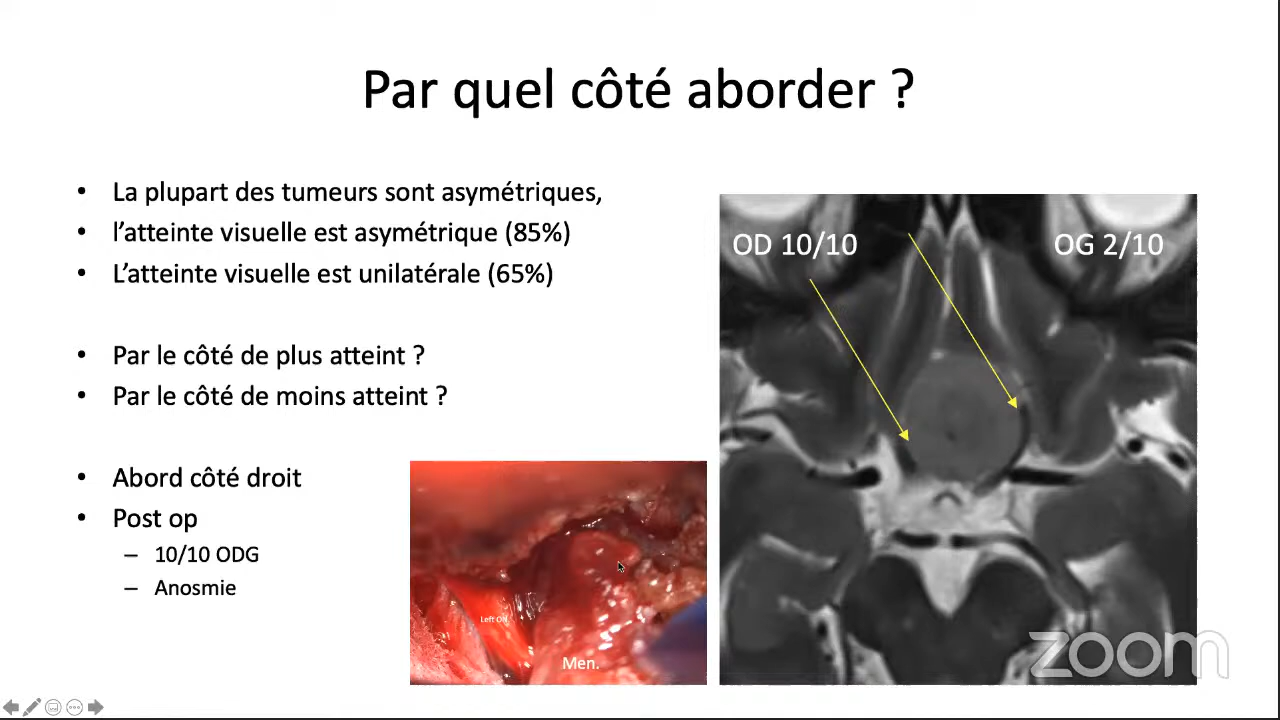 Par quel côté aborder ?
• La plupart des tumeurs sont asymétriques,
• l’atteinte visuelle est asymétrique (85%)
• L’atteinte visuelle est unilatérale (65%)
• Par le côté de plus atteint ?
• Par le côté de moins atteint ?
• Abord côté droit
• Post op
– 10/10 ODG
– Anosmie
Left ON
Men.
OD 10/10
OG 2/10
zoom